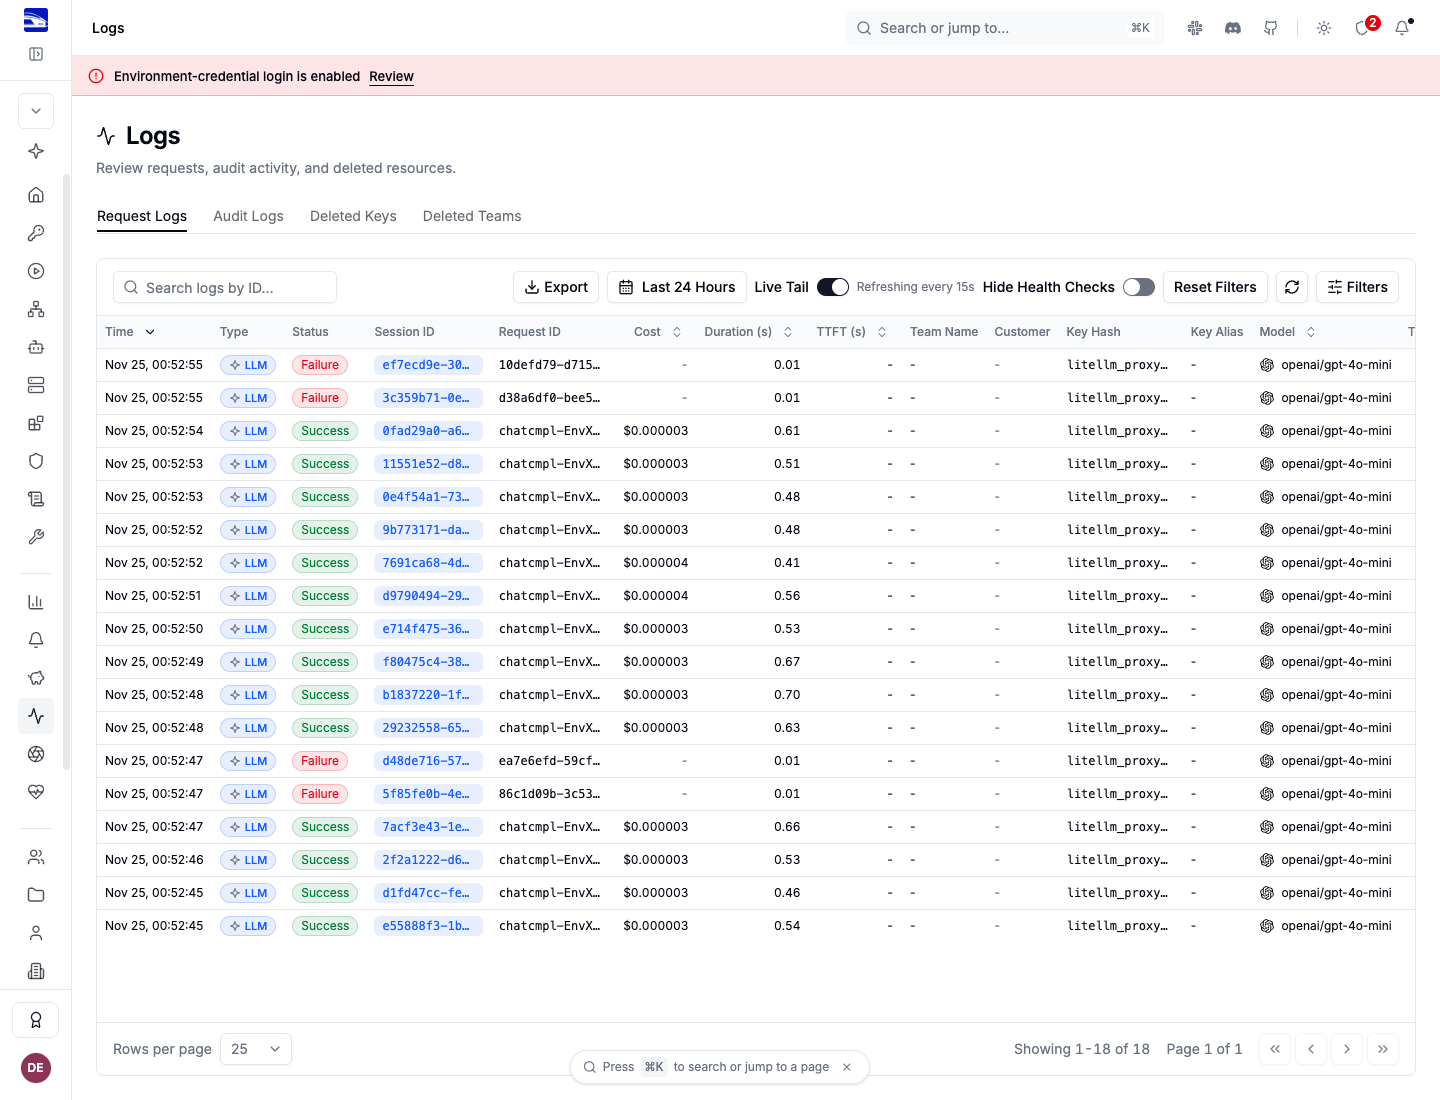 Logs
Search or jump to... ⌘K
2
Environment-credential login is enabled Review
Logs
Review requests, audit activity, and deleted resources.
Request Logs Audit Logs Deleted Keys Deleted Teams
Search logs by ID... Export Last 24 Hours Live Tail Refreshing every 15s Hide Health Checks Reset Filters Filters
Time Type Status Session ID Request ID Cost Duration (s) TTFT (s) Team Name Customer Key Hash Key Alias Model T
Nov 25, 00:52:55 LLM Failure ef7ecd9e-30… 10defd79-d715… - 0.01 - - - litellm_proxy… - openai/gpt-4o-mini
Nov 25, 00:52:55 LLM Failure 3c359b71-0e… d38a6df0-bee5… - 0.01 - - - litellm_proxy… - openai/gpt-4o-mini
Nov 25, 00:52:54 LLM Success 0fad29a0-a6… chatcmpl-EnvX… $0.000003 0.61 - - - litellm_proxy… - openai/gpt-4o-mini
Nov 25, 00:52:53 LLM Success 11551e52-d8… chatcmpl-EnvX… $0.000003 0.51 - - - litellm_proxy… - openai/gpt-4o-mini
Nov 25, 00:52:53 LLM Success 0e4f54a1-73… chatcmpl-EnvX… $0.000003 0.48 - - - litellm_proxy… - openai/gpt-4o-mini
Nov 25, 00:52:52 LLM Success 9b773171-da… chatcmpl-EnvX… $0.000003 0.48 - - - litellm_proxy… - openai/gpt-4o-mini
Nov 25, 00:52:52 LLM Success 7691ca68-4d… chatcmpl-EnvX… $0.000004 0.41 - - - litellm_proxy… - openai/gpt-4o-mini
Nov 25, 00:52:51 LLM Success d9790494-29… chatcmpl-EnvX… $0.000004 0.56 - - - litellm_proxy… - openai/gpt-4o-mini
Nov 25, 00:52:50 LLM Success e714f475-36… chatcmpl-EnvX… $0.000003 0.53 - - - litellm_proxy… - openai/gpt-4o-mini
Nov 25, 00:52:49 LLM Success f80475c4-38… chatcmpl-EnvX… $0.000003 0.67 - - - litellm_proxy… - openai/gpt-4o-mini
Nov 25, 00:52:48 LLM Success b1837220-1f… chatcmpl-EnvX… $0.000003 0.70 - - - litellm_proxy… - openai/gpt-4o-mini
Nov 25, 00:52:48 LLM Success 29232558-65… chatcmpl-EnvX… $0.000003 0.63 - - - litellm_proxy… - openai/gpt-4o-mini
Nov 25, 00:52:47 LLM Failure d48de716-57… ea7e6efd-59cf… - 0.01 - - - litellm_proxy… - openai/gpt-4o-mini
Nov 25, 00:52:47 LLM Failure 5f85fe0b-4e… 86c1d09b-3c53… - 0.01 - - - litellm_proxy… - openai/gpt-4o-mini
Nov 25, 00:52:47 LLM Success 7acf3e43-1e… chatcmpl-EnvX… $0.000003 0.66 - - - litellm_proxy… - openai/gpt-4o-mini
Nov 25, 00:52:46 LLM Success 2f2a1222-d6… chatcmpl-EnvX… $0.000003 0.53 - - - litellm_proxy… - openai/gpt-4o-mini
Nov 25, 00:52:45 LLM Success d1fd47cc-fe… chatcmpl-EnvX… $0.000003 0.46 - - - litellm_proxy… - openai/gpt-4o-mini
Nov 25, 00:52:45 LLM Success e55888f3-1b… chatcmpl-EnvX… $0.000003 0.54 - - - litellm_proxy… - openai/gpt-4o-mini
Rows per page 25 Showing 1-18 of 18 Page 1 of 1
Press ⌘K to search or jump to a page
DE